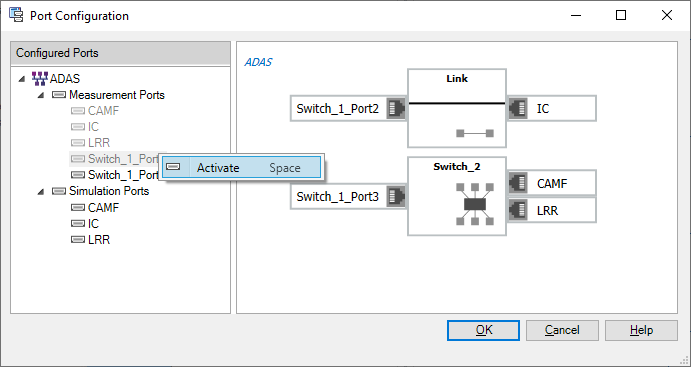 Port Configuration
Configured Ports
ADAS
Measurement Ports
CAMF
IC
LRR
Switch_1_Port
Switch_1_Port
Simulation Ports
CAMF
IC
LRR
Activate Space
ADAS
Link
Switch_1_Port2
IC
Switch_2
Switch_1_Port3
CAMF
LRR
OK
Cancel
Help